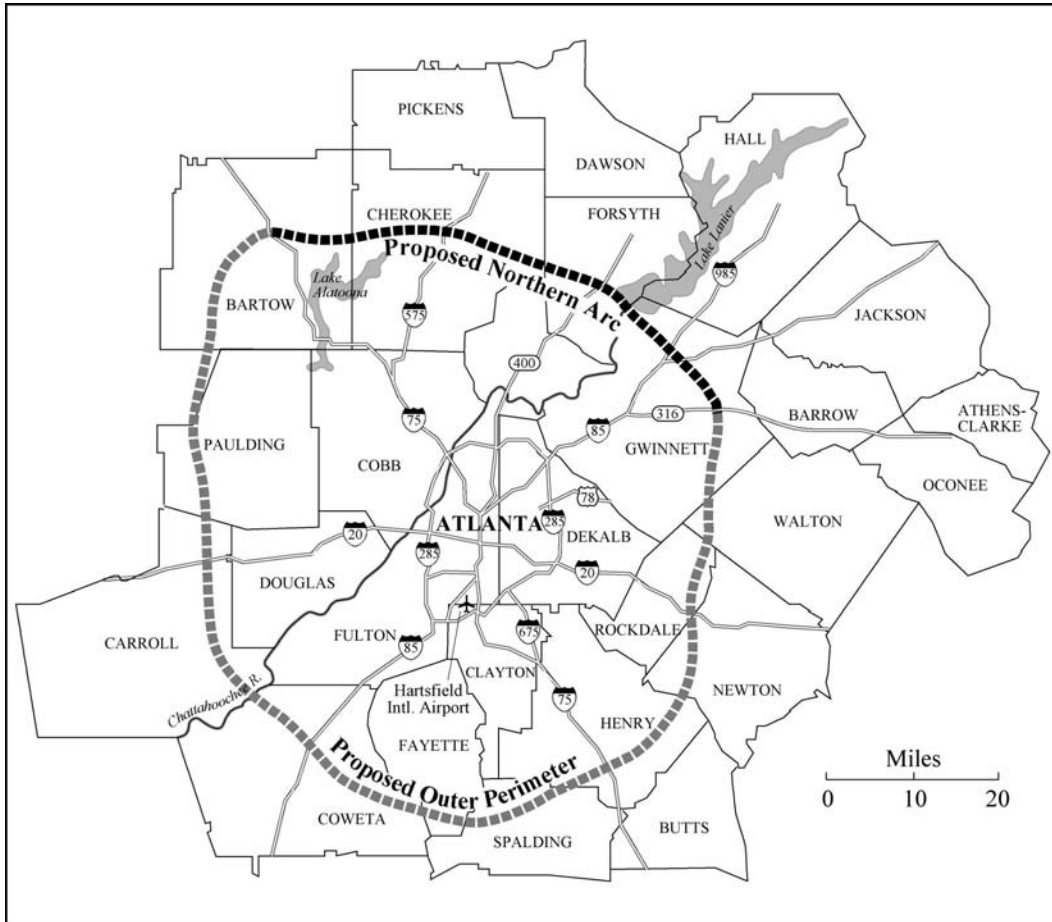 PICKENS
HALL
DAWSON
CHEROKEE
FORSYTH
Proposed Northern Arc
Lake Lanier
985
Lake
Alatoona
BARTOW
575
JACKSON
400
75
316
BARROW
ATHENS-
CLARKE
85
GWINNETT
PAULDING
COBB
OCONEE
78
ATLANTA
285
WALTON
20
DEKALB
285
20
DOUGLAS
CARROLL
FULTON
675
ROCKDALE
85
CLAYTON
Chattahoochee R.
Hartsfield
Intl. Airport
75
NEWTON
HENRY
FAYETTE
Proposed Outer Perimeter
Miles
0 10 20
COWETA
SPALDING
BUTTS